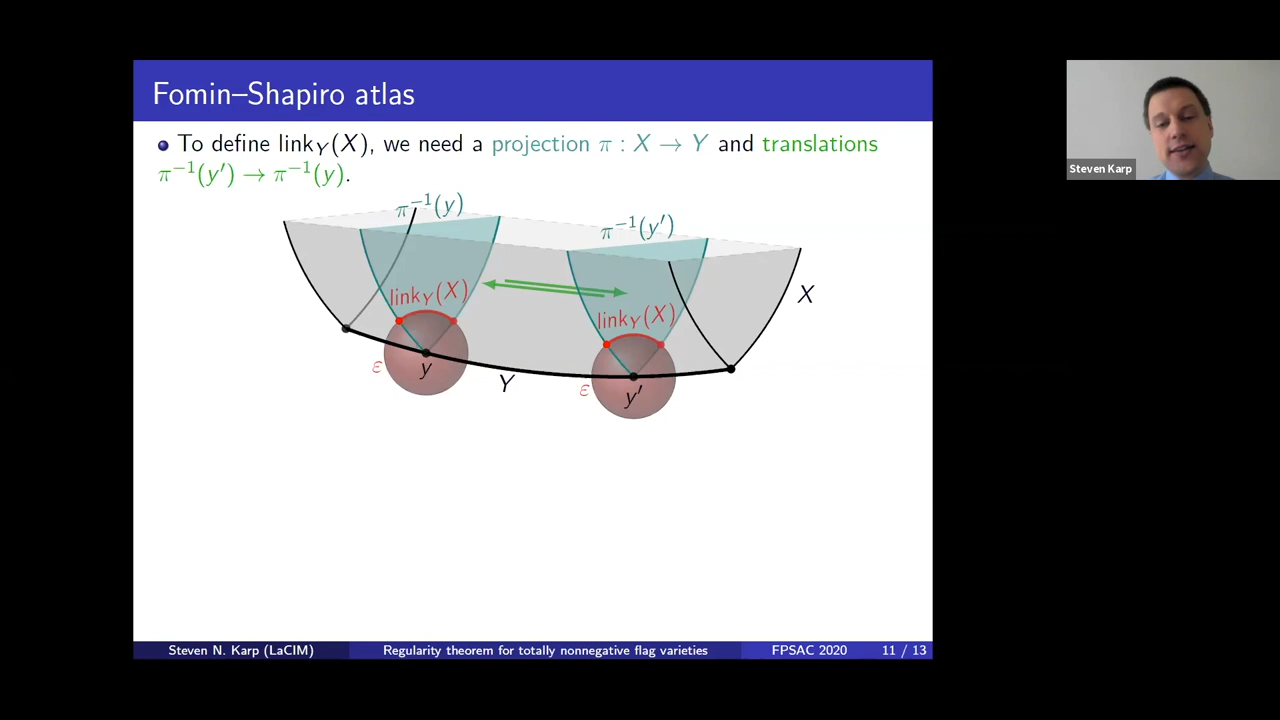 Fomin–Shapiro atlas
To define link_Y(X), we need a projection π : X → Y and translations
π⁻¹(y′) → π⁻¹(y).
π⁻¹(y)
π⁻¹(y′)
link_Y(X)
link_Y(X)
X
ε
y
Y
ε
y′
Steven Karp
Steven N. Karp (LaCIM)
Regularity theorem for totally nonnegative flag varieties
FPSAC 2020
11 / 13